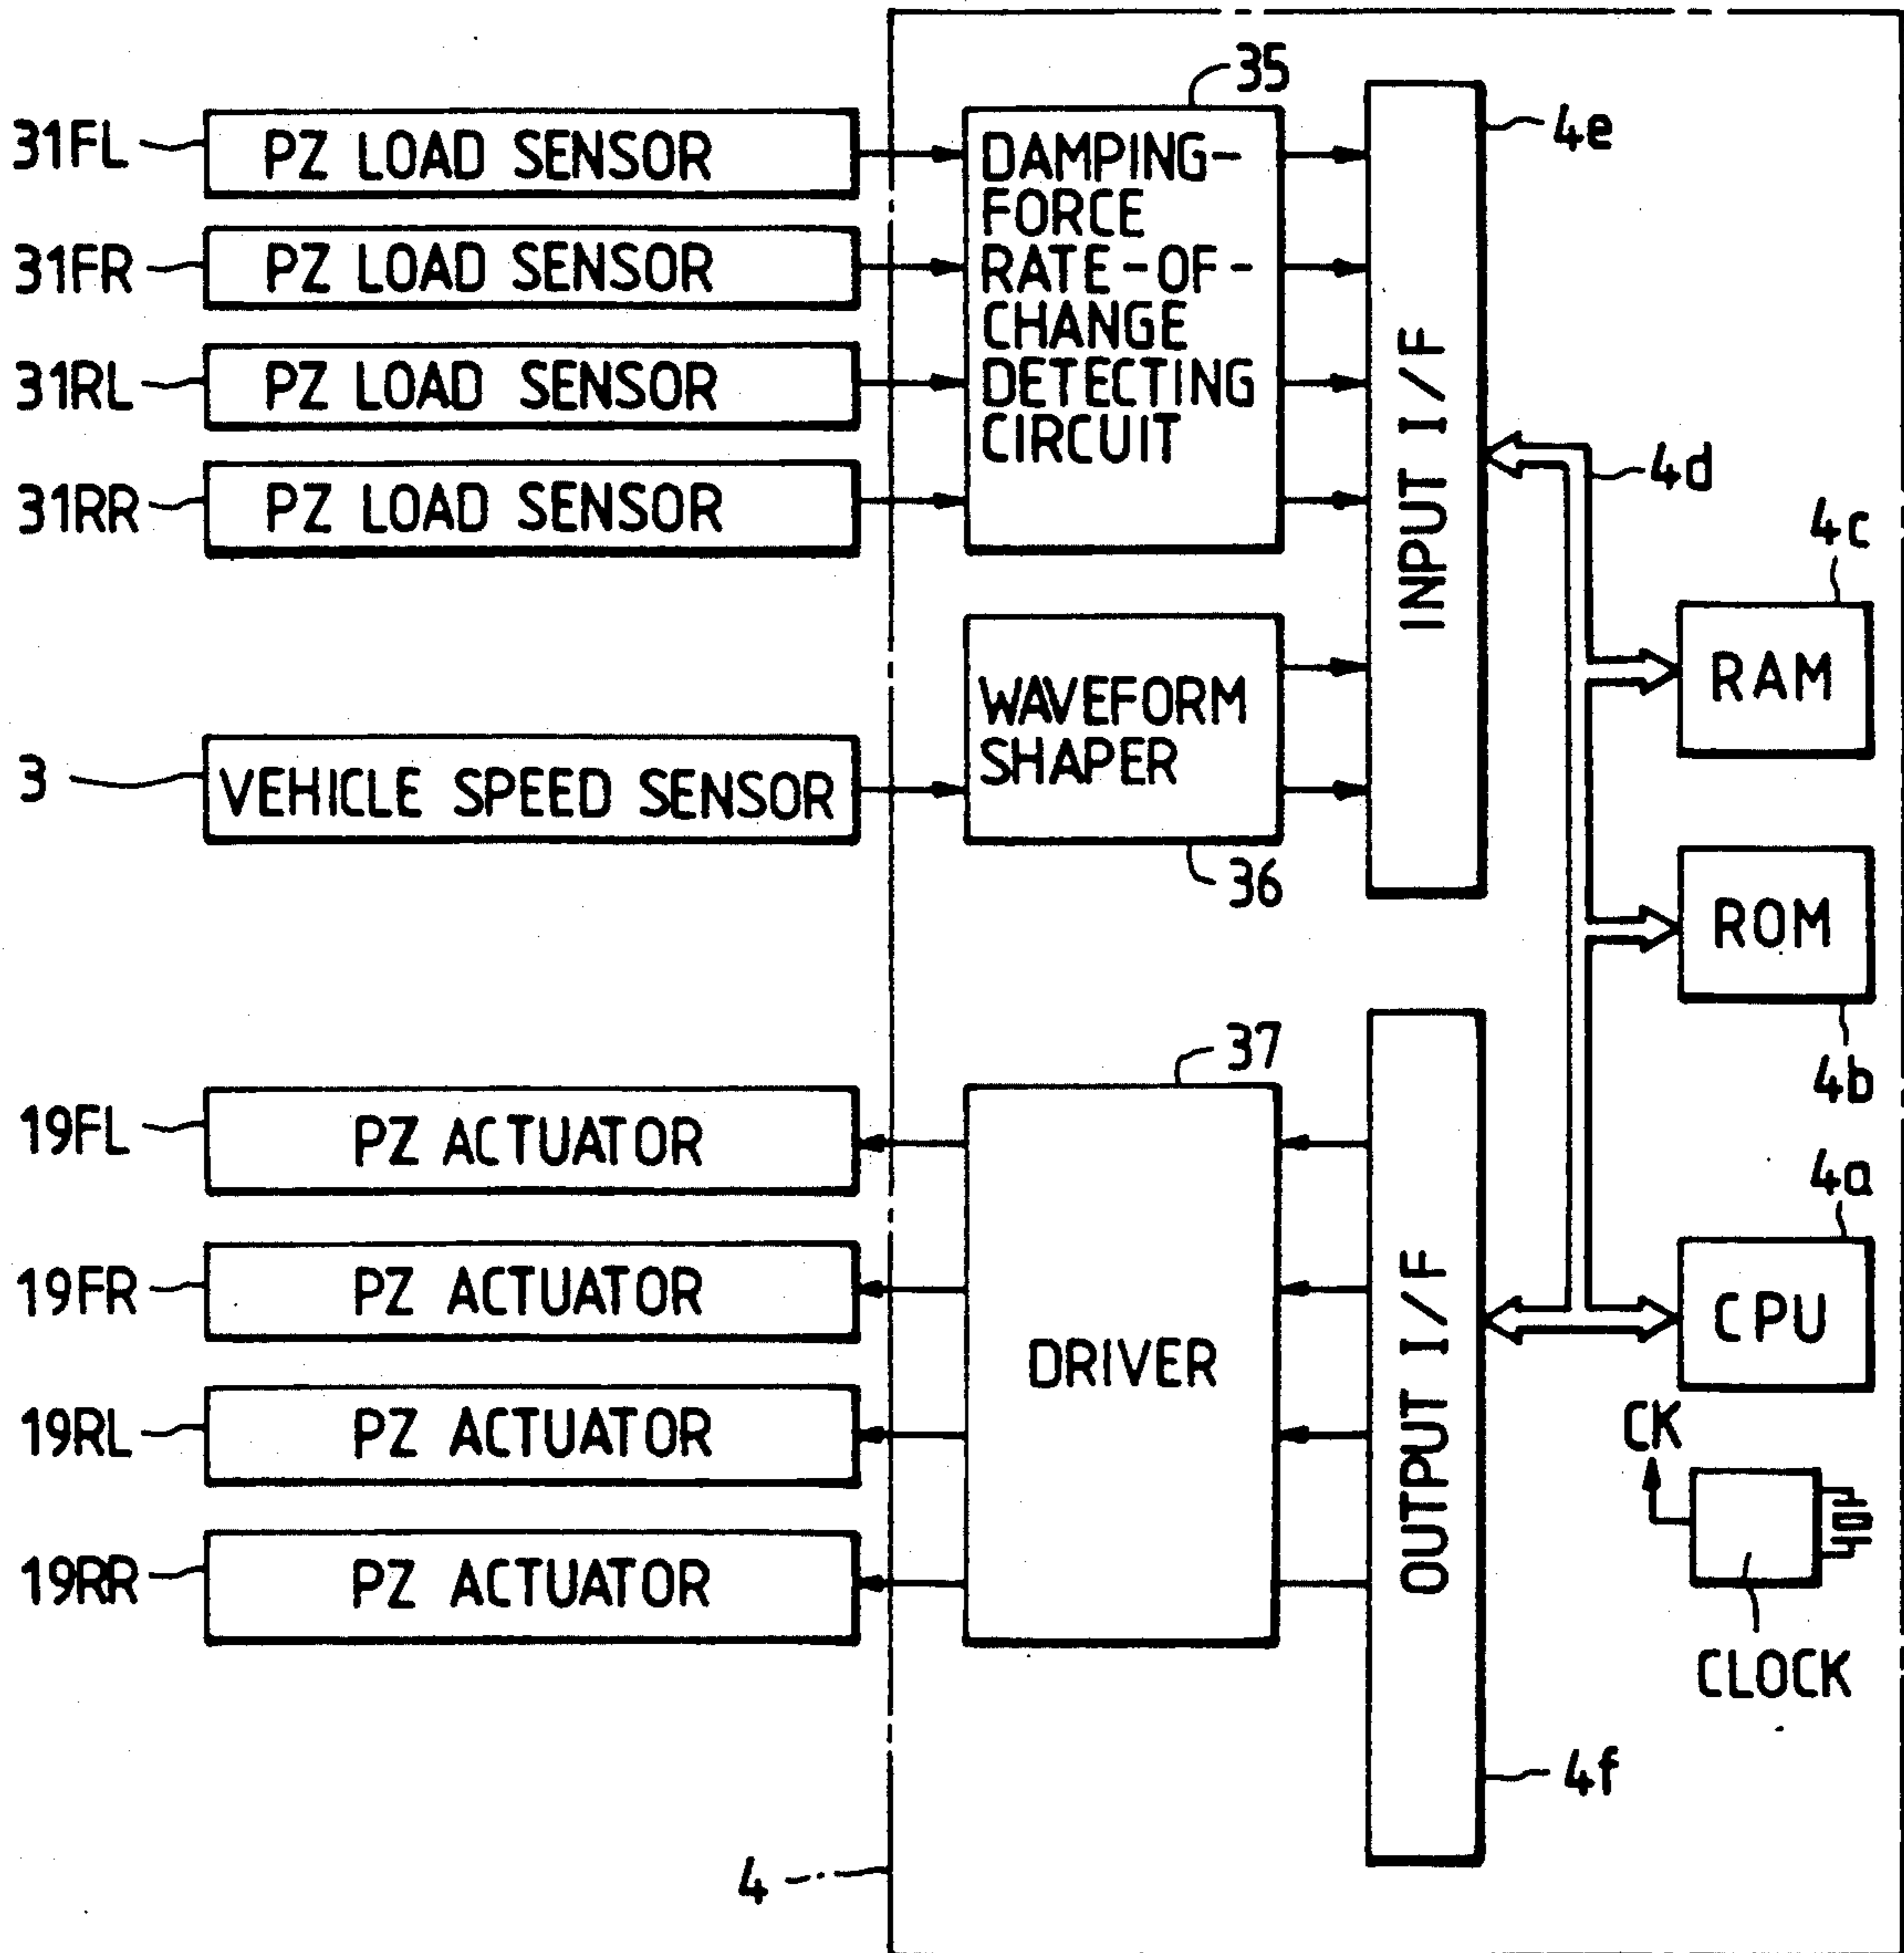 35
31FL
PZ LOAD SENSOR
DAMPING-
FORCE
RATE-OF-
CHANGE
DETECTING
CIRCUIT
4e
31FR
PZ LOAD SENSOR
31RL
PZ LOAD SENSOR
31RR
PZ LOAD SENSOR
INPUT I/F
4d
4c
RAM
WAVEFORM
SHAPER
3
VEHICLE SPEED SENSOR
36
ROM
4b
37
19FL
PZ ACTUATOR
4a
19FR
PZ ACTUATOR
DRIVER
OUTPUT I/F
CPU
19RL
PZ ACTUATOR
CK
19RR
PZ ACTUATOR
CLOCK
4f
4